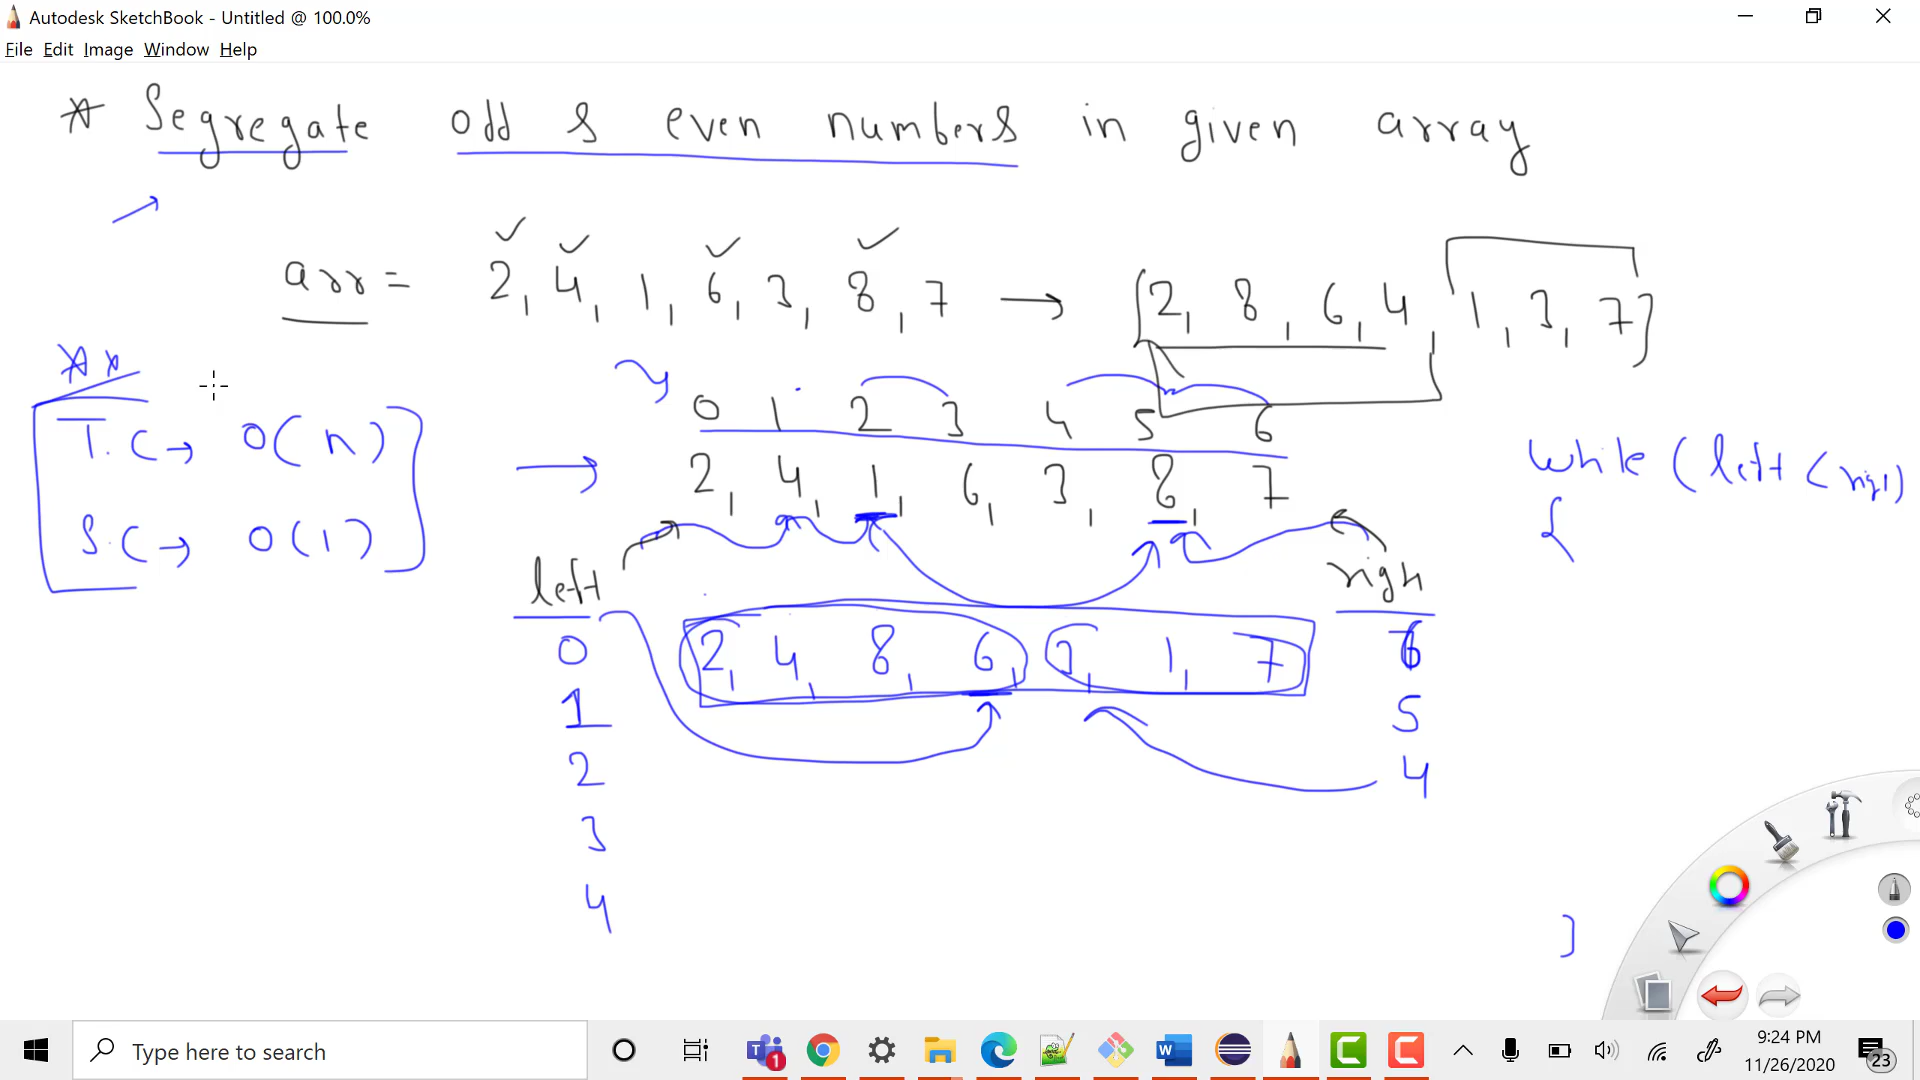 Autodesk SketchBook - Untitled @ 100.0%
File Edit Image Window Help
* Segregate odd & even numbers in given array
arr = 2, 4, 1, 6, 3, 8, 7 → [2, 8, 6, 4, 1, 3, 7]
T.C → O(n)
S.C → O(1)
0 1 2 3 4 5 6
2, 4, 1, 6, 3, 8, 7
while (left <
{
left
0
1
2
3
4
2, 4, 8, 6, 3, 1, 7
righ
6
5
4
}
Type here to search
1
9:24 PM
11/26/2020
23